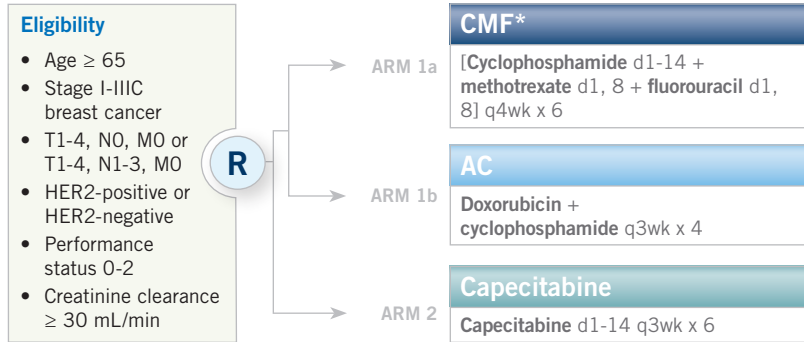 Eligibility
• Age ≥ 65
• Stage I-IIIC
breast cancer
• T1-4, N0, M0 or
T1-4, N1-3, M0
• HER2-positive or
HER2-negative
• Performance
status 0-2
• Creatinine clearance
≥ 30 mL/min
R
ARM 1a
CMF*
[Cyclophosphamide d1-14 +
methotrexate d1, 8 + fluorouracil d1,
8] q4wk x 6
ARM 1b
AC
Doxorubicin +
cyclophosphamide q3wk x 4
ARM 2
Capecitabine
Capecitabine d1-14 q3wk x 6